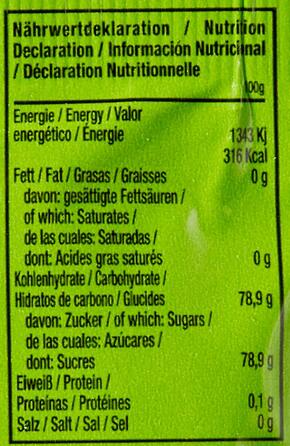 Nährwertdeklaration / Nutrition
Declaration / Información Nutricional
/ Déclaration Nutritionnelle
100g
Energie / Energy / Valor
energético / Énergie 1343 Kj
316 Kcal
Fett / Fat / Grasas / Graisses 0 g
davon: gesättigte Fettsäuren /
of which: Saturates /
de las cuales: Saturadas /
dont: Acides gras saturés 0 g
Kohlenhydrate / Carbohydrate /
Hidratos de carbono / Glucides 78,9 g
davon: Zucker / of which: Sugars /
de las cuales: Azúcares /
dont: Sucres 78,9 g
Eiweiß / Protein /
Proteínas / Protéines 0,1 g
Salz / Salt / Sal / Sel 0 g